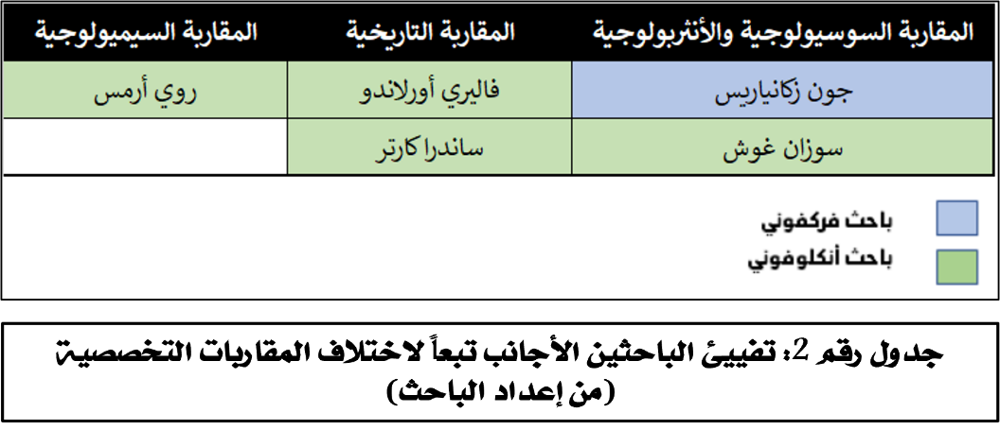 المقاربة السوسيولوجية والأنثربولوجية المقاربة التاريخية المقاربة السيميولوجية
جون زكانياريس فاليري أورلاندو روي أرمس
سوزان غوش ساندرا كارتر
باحث فركفوني
باحث أنكلوفوني
جدول رقم 2: تفييئ الباحثين الأجانب تبعاً لاختلاف المقاربات التخصصية
(من إعداد الباحث)